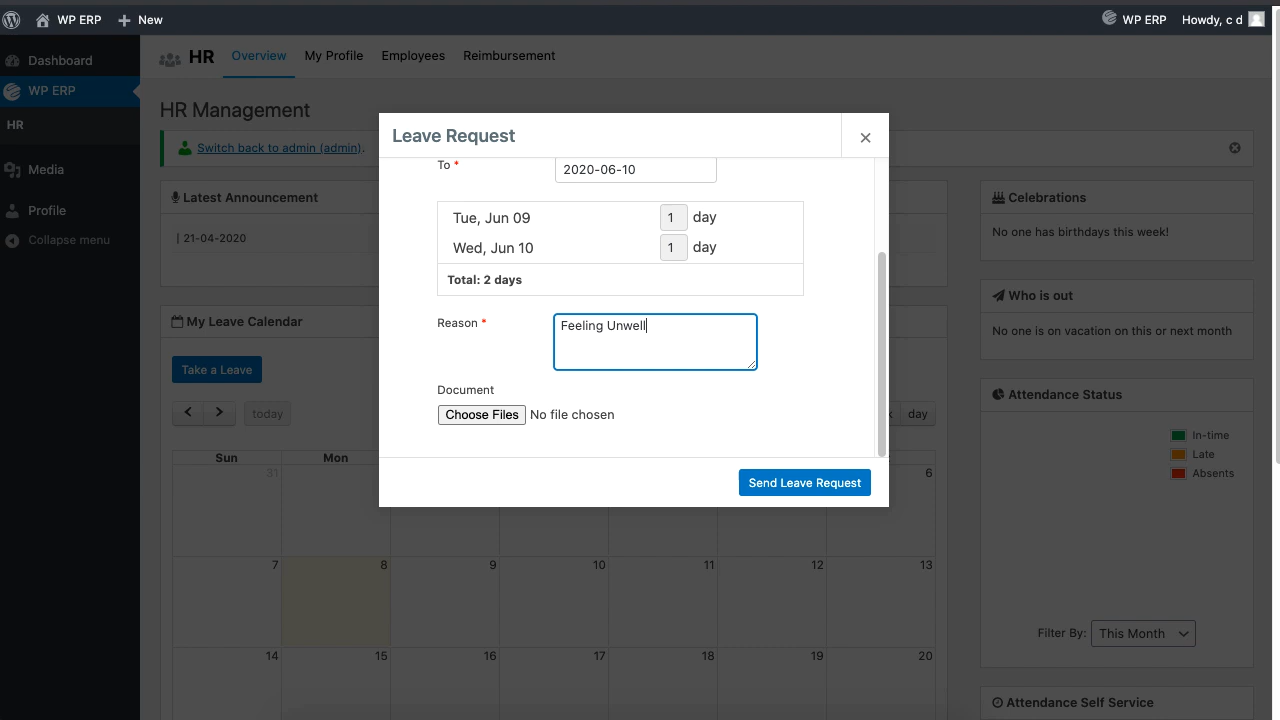 WP ERP
New
WP ERP
Howdy, c d
Dashboard
WP ERP
HR
Media
Profile
Collapse menu
HR
Overview
My Profile
Employees
Reimbursement
HR Management
Switch back to admin (admin).
Latest Announcement
| 21-04-2020
My Leave Calendar
Take a Leave
today
day
Sun
Mon
31
6
7
8
9
10
11
12
13
14
15
16
17
18
19
20
Leave Request
×
To *
2020-06-10
Tue, Jun 09 1 day
Wed, Jun 10 1 day
Total: 2 days
Reason *
Feeling Unwell
Document
Choose Files No file chosen
Send Leave Request
Celebrations
No one has birthdays this week!
Who is out
No one is on vacation on this or next month
Attendance Status
In-time
Late
Absents
Filter By: This Month
Attendance Self Service